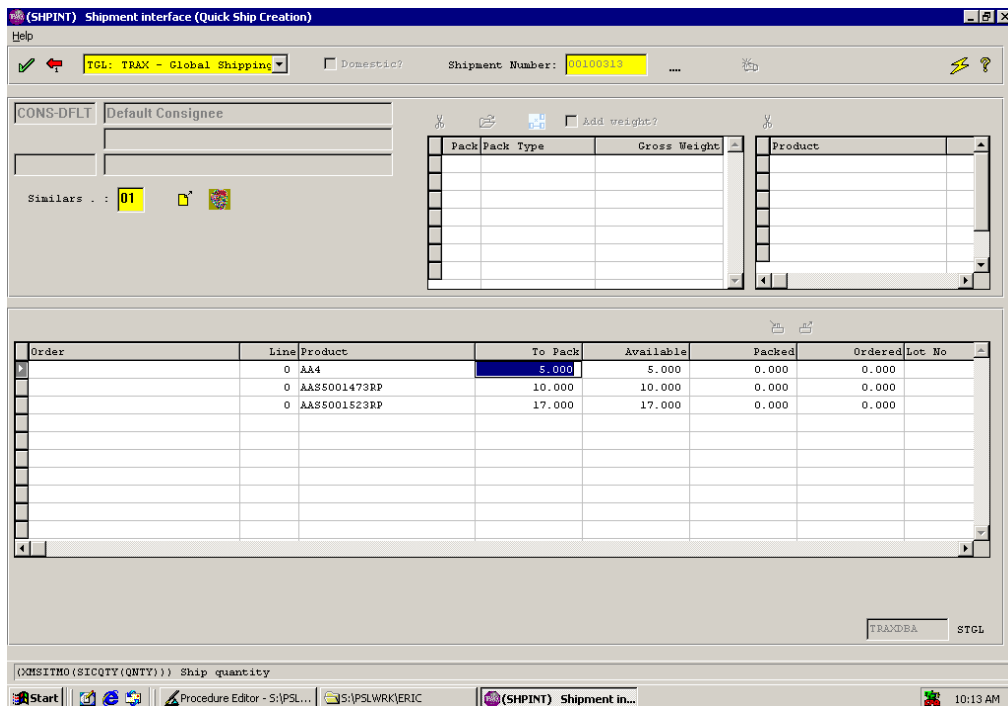 (SHPINT) Shipment interface (Quick Ship Creation)
Help
TGL: TRAX - Global Shipping Domestic? Shipment Number: 00100313 ....
CONS-DFLT Default Consignee
Add weight?
Pack Pack Type Gross Weight Product
Similars . : 01
Order Line Product To Pack Available Packed Ordered Lot No
0 AA4 5.000 5.000 0.000 0.000
0 AAS5001473RP 10.000 10.000 0.000 0.000
0 AAS5001523RP 17.000 17.000 0.000 0.000
TRAXDBA STGL
(XMSITMO(SICQTY(QNTY))) Ship quantity
Start Procedure Editor - S:\PSL... S:\PSLWRK\ERIC (SHPINT) Shipment in... 10:13 AM